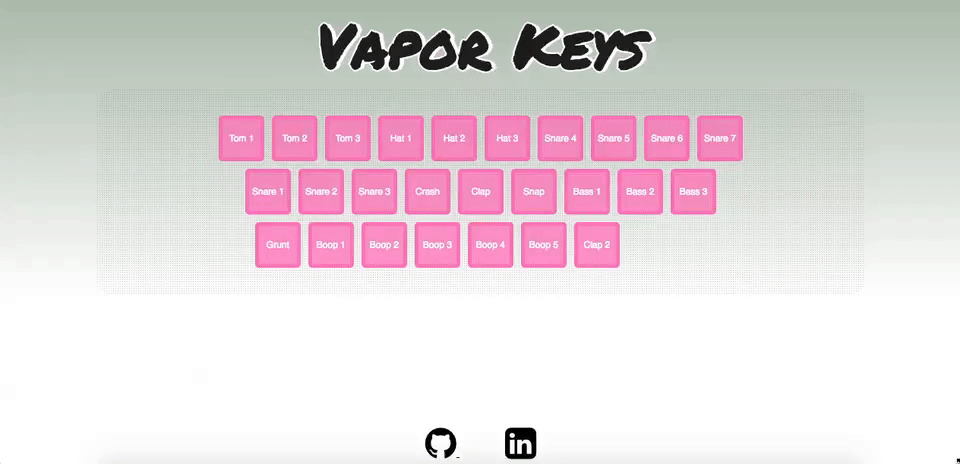 Vapor Keys
Tom 1 Tom 2 Tom 3 Hat 1 Hat 2 Hat 3 Snare 4 Snare 5 Snare 6 Snare 7
Snare 1 Snare 2 Snare 3 Crash Clap Snap Bass 1 Bass 2 Bass 3
Grunt Boop 1 Boop 2 Boop 3 Boop 4 Boop 5 Clap 2
in